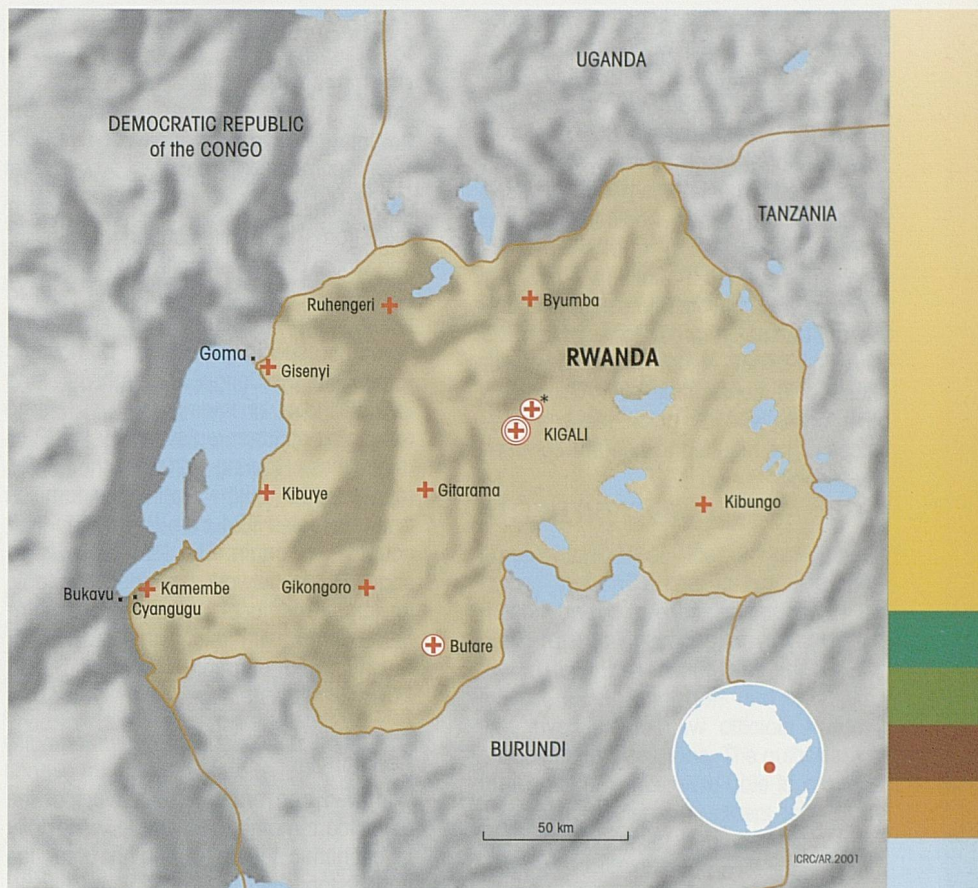 UGANDA
DEMOCRATIC REPUBLIC
of the CONGO
TANZANIA
Ruhengeri
Byumba
Goma
RWANDA
Gisenyi
*
KIGALI
Kibuye
Gitarama
Kibungo
Bukavu
Kamembe
Gikongoro
Cyangugu
Butare
BURUNDI
50 km
ICRC/AR.2001